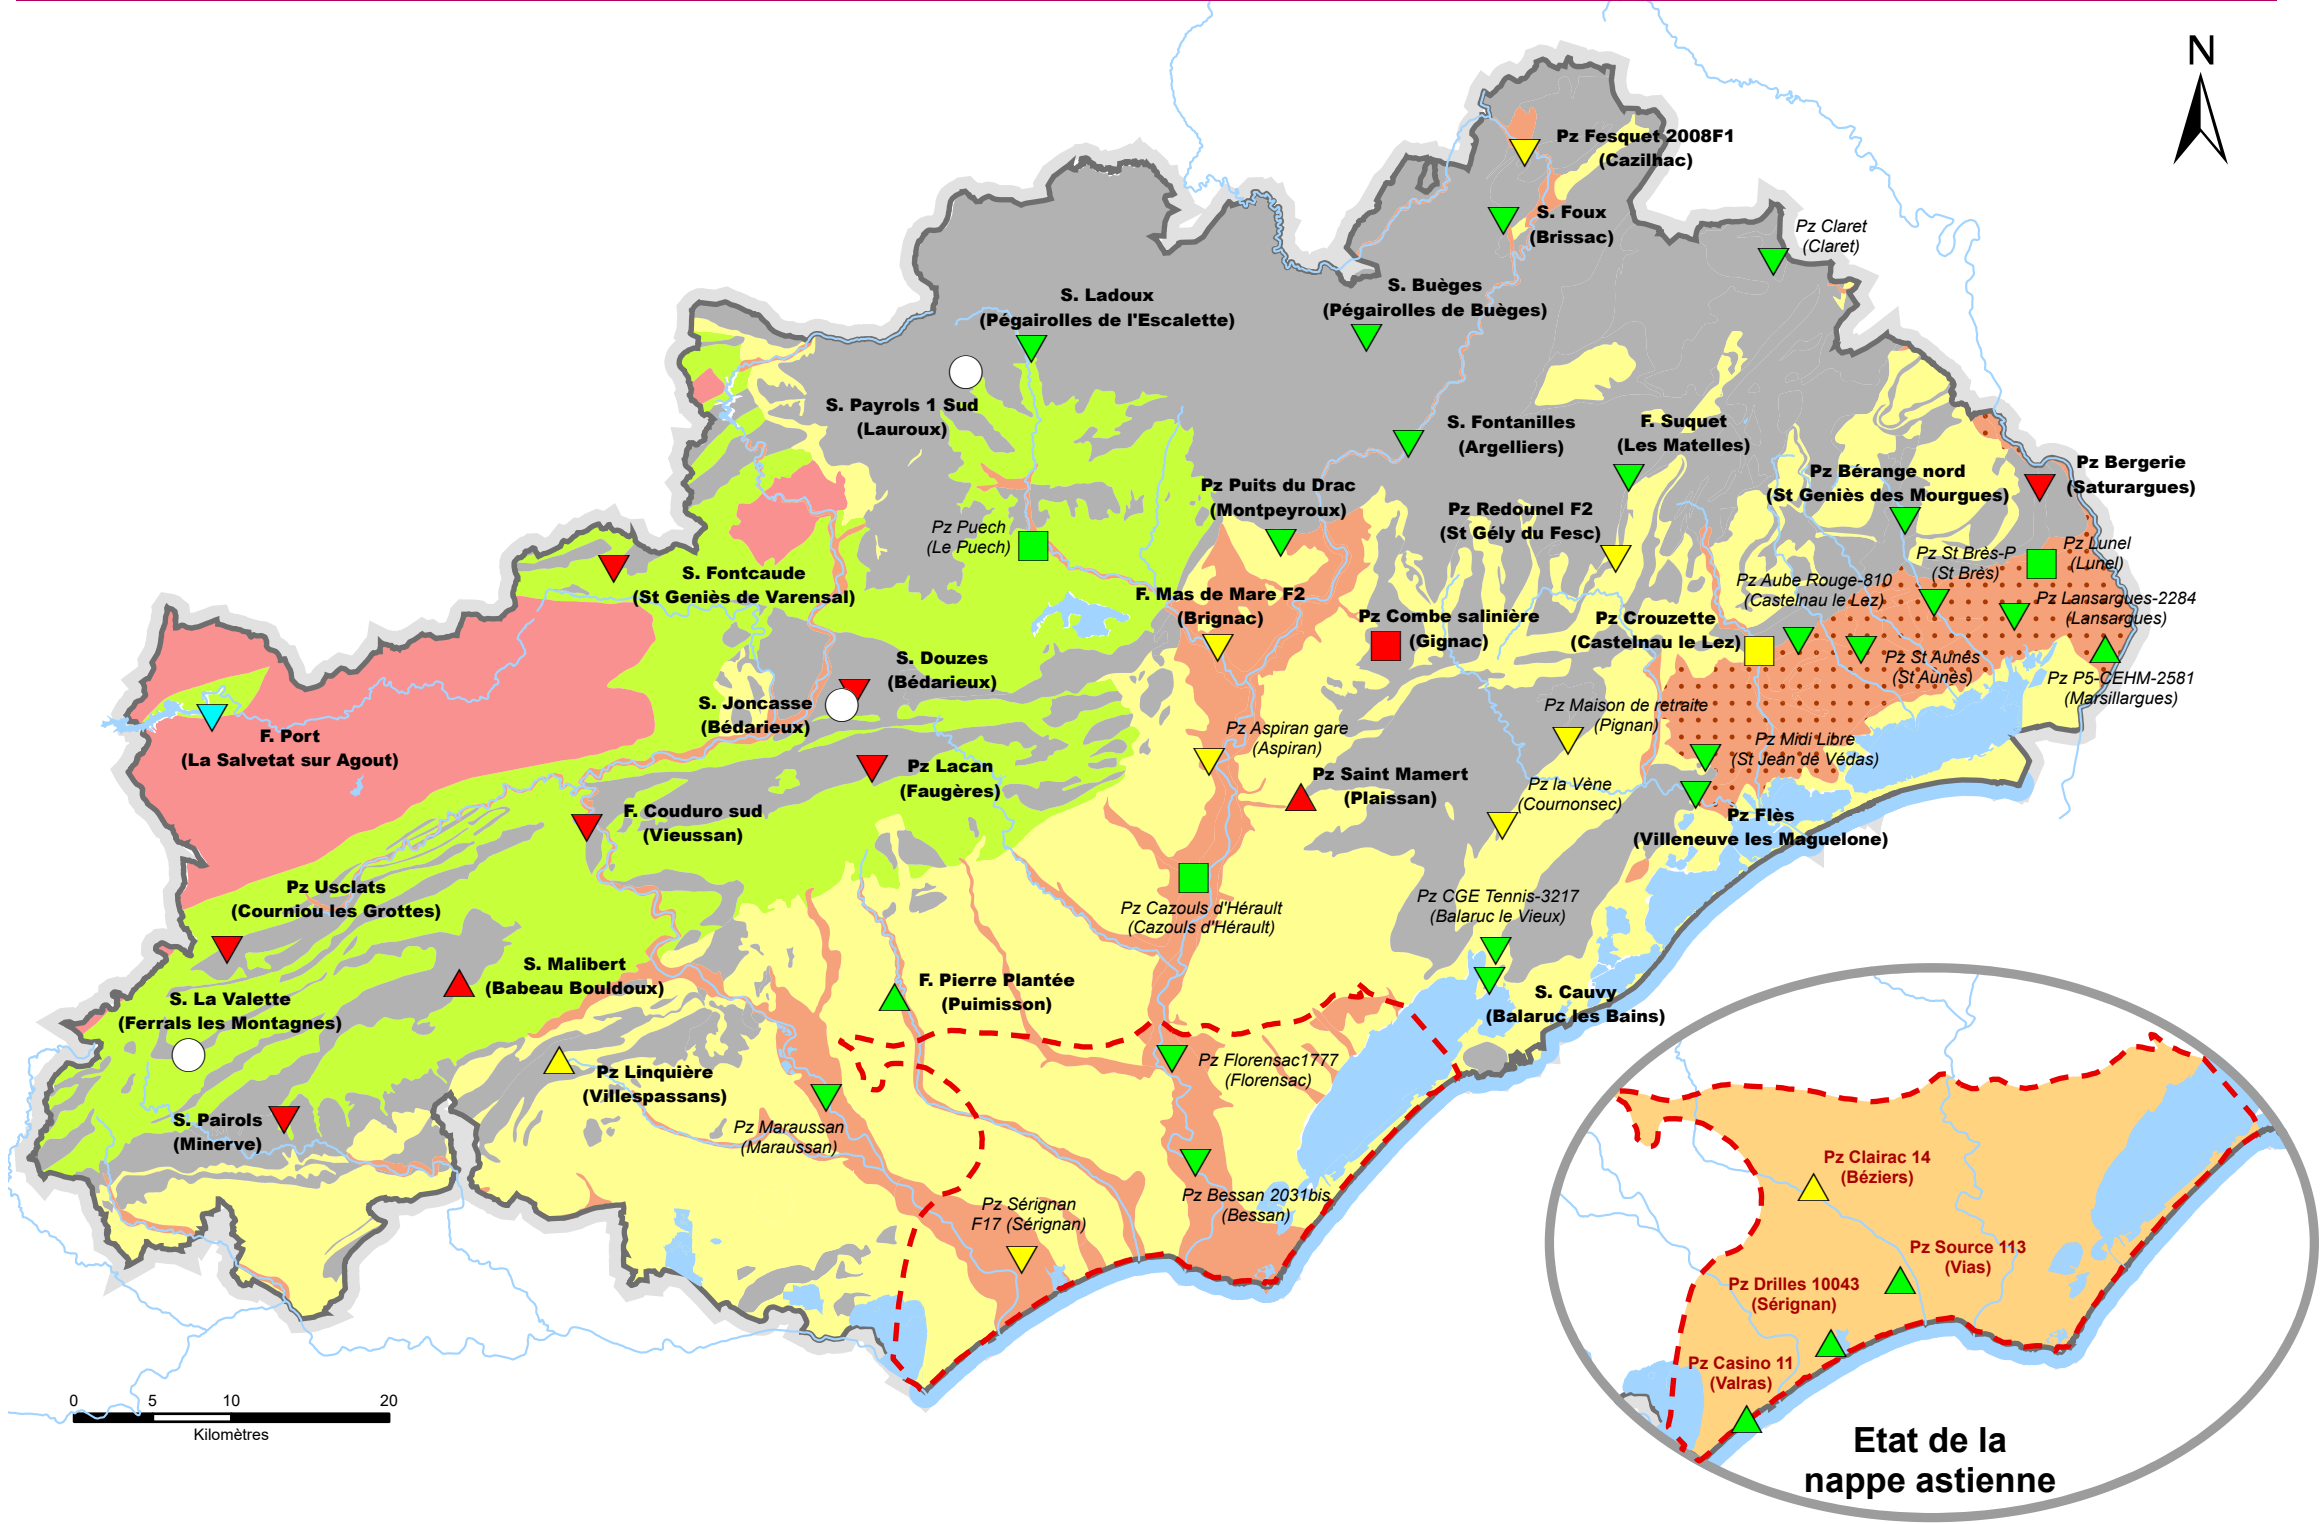 N
Pz Fesquet 2008F1
(Cazilhac)
S. Foux
(Brissac)
Pz Claret
(Claret)
S. Ladoux
(Pégairolles de l'Escalette)
S. Buèges
(Pégairolles de Buèges)
S. Payrols 1 Sud
(Lauroux)
S. Fontanilles
(Argelliers)
F. Suquet
(Les Matelles)
Pz Bérange nord
(St Geniès des Mourgues)
Pz Bergerie
(Saturargues)
Pz Puits du Drac
(Montpeyroux)
Pz Redounel F2
(St Gély du Fesc)
Pz Puech
(Le Puech)
Pz St Brès-P
(St Brès)
Pz Lunel
(Lunel)
S. Fontcaude
(St Geniès de Varensal)
F. Mas de Mare F2
(Brignac)
Pz Aube Rouge-810
(Castelnau le Lez)
Pz Lansargues-2284
(Lansargues)
Pz Combe salinière
(Gignac)
Pz Crouzette
(Castelnau le Lez)
S. Douzes
(Bédarieux)
Pz St Aunès
(St Aunès)
Pz P5-CEHM-2581
(Marsillargues)
S. Joncasse
(Bédarieux)
Pz Maison de retraite
(Pignan)
F. Port
(La Salvetat sur Agout)
Pz Aspiran gare
(Aspiran)
Pz Midi Libre
(St Jean de Védas)
Pz Lacan
(Faugères)
Pz Saint Mamert
(Plaissan)
Pz la Vène
(Cournonsec)
F. Couduro sud
(Vieussan)
Pz Flès
(Villeneuve les Maguelone)
Pz Usclats
(Courniou les Grottes)
Pz CGE Tennis-3217
(Balaruc le Vieux)
Pz Cazouls d'Hérault
(Cazouls d'Hérault)
S. Malibert
(Babeau Bouldoux)
F. Pierre Plantée
(Puimisson)
S. La Valette
(Ferrals les Montagnes)
S. Cauvy
(Balaruc les Bains)
Pz Linquière
(Villespassans)
Pz Florensac1777
(Florensac)
S. Pairols
(Minerve)
Pz Maraussan
(Maraussan)
Pz Bessan 2031bis
(Bessan)
Pz Sérignan
F17 (Sérignan)
Pz Clairac 14
(Béziers)
Pz Source 113
(Vias)
Pz Drilles 10043
(Sérignan)
Pz Casino 11
(Valras)
0 5 10 20
Kilomètres
Etat de la
nappe astienne